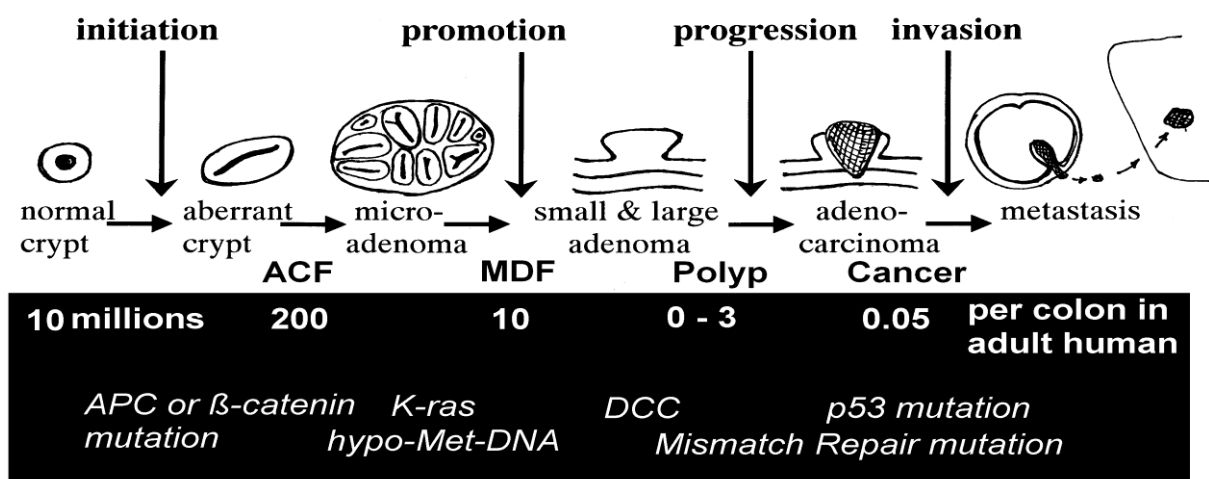 initiation promotion progression invasion
normal aberrant micro- small & large adeno- metastasis
crypt crypt adenoma adenoma carcinoma
ACF MDF Polyp Cancer
10 millions 200 10 0 - 3 0.05 per colon in
adult human
APC or ß-catenin K-ras DCC p53 mutation
mutation hypo-Met-DNA Mismatch Repair mutation